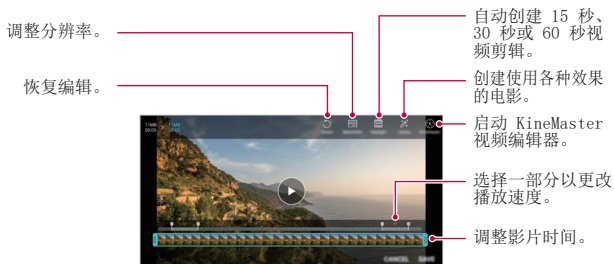 调整分辨率。
恢复编辑。
自动创建 15 秒、
30 秒或 60 秒视
频剪辑。
创建使用各种效果
的电影。
启动 KineMaster
视频编辑器。
选择一部分以更改
播放速度。
调整影片时间。
CANCEL SAVE